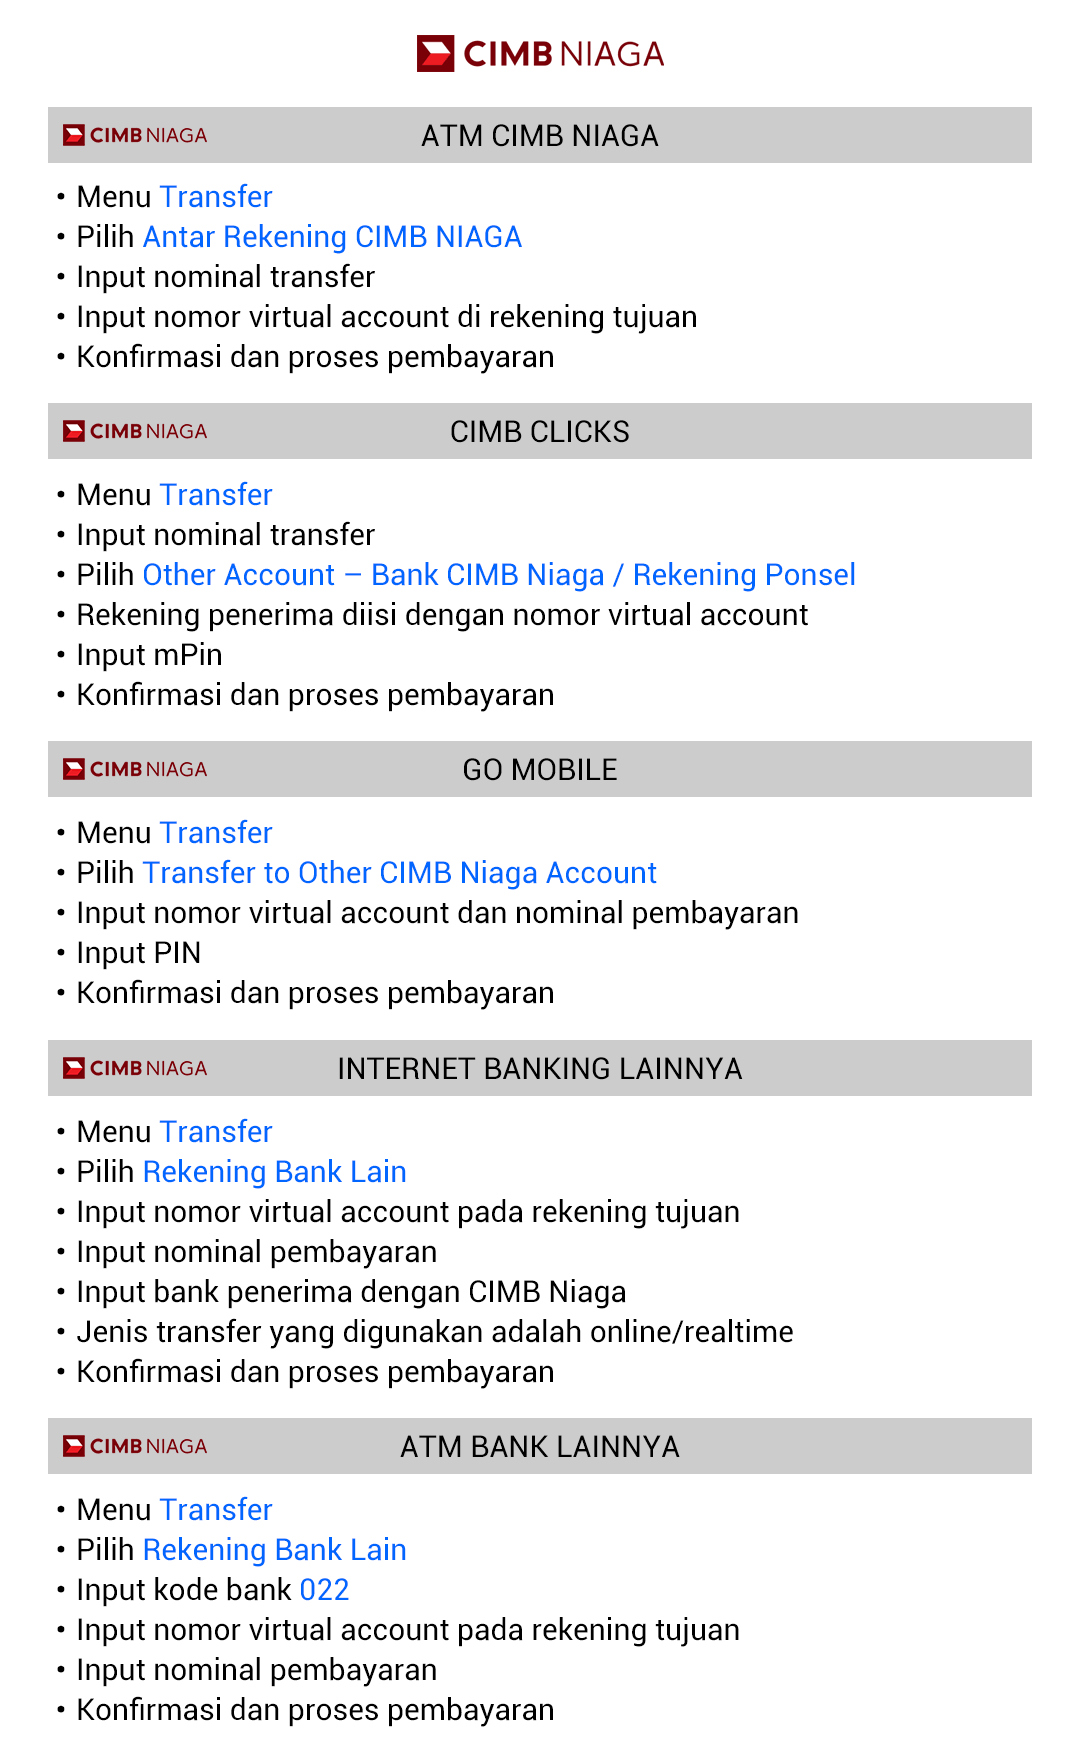 CIMB NIAGA
CIMB NIAGA ATM CIMB NIAGA
• Menu Transfer
• Pilih Antar Rekening CIMB NIAGA
• Input nominal transfer
• Input nomor virtual account di rekening tujuan
• Konfirmasi dan proses pembayaran
CIMB NIAGA CIMB CLICKS
• Menu Transfer
• Input nominal transfer
• Pilih Other Account – Bank CIMB Niaga / Rekening Ponsel
• Rekening penerima diisi dengan nomor virtual account
• Input mPin
• Konfirmasi dan proses pembayaran
CIMB NIAGA GO MOBILE
• Menu Transfer
• Pilih Transfer to Other CIMB Niaga Account
• Input nomor virtual account dan nominal pembayaran
• Input PIN
• Konfirmasi dan proses pembayaran
CIMB NIAGA INTERNET BANKING LAINNYA
• Menu Transfer
• Pilih Rekening Bank Lain
• Input nomor virtual account pada rekening tujuan
• Input nominal pembayaran
• Input bank penerima dengan CIMB Niaga
• Jenis transfer yang digunakan adalah online/realtime
• Konfirmasi dan proses pembayaran
CIMB NIAGA ATM BANK LAINNYA
• Menu Transfer
• Pilih Rekening Bank Lain
• Input kode bank 022
• Input nomor virtual account pada rekening tujuan
• Input nominal pembayaran
• Konfirmasi dan proses pembayaran